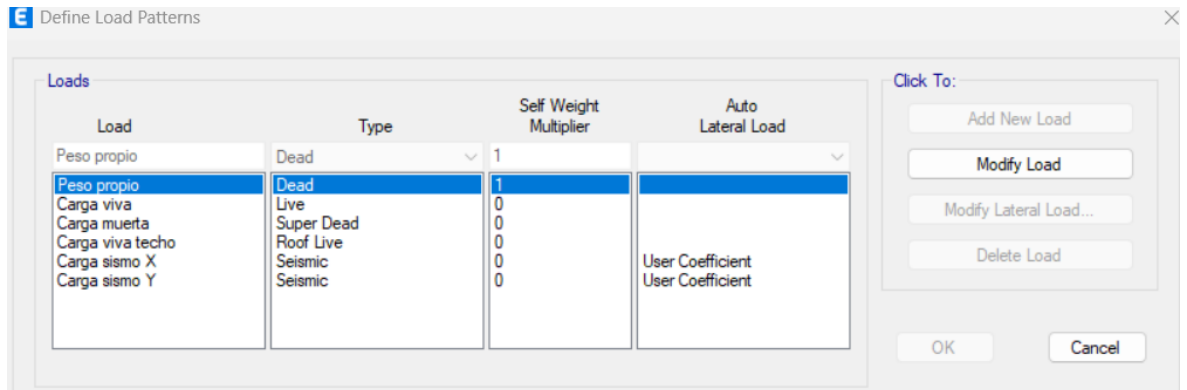 E Define Load Patterns
Loads
Click To:
Load Type Self Weight Multiplier Auto Lateral Load
Peso propio Dead 1
Add New Load
Modify Load
Modify Lateral Load...
Delete Load
Peso propio Dead 1
Carga viva Live 0
Carga muerta Super Dead 0
Carga viva techo Roof Live 0
Carga sismo X Seismic 0 User Coefficient
Carga sismo Y Seismic 0 User Coefficient
OK Cancel